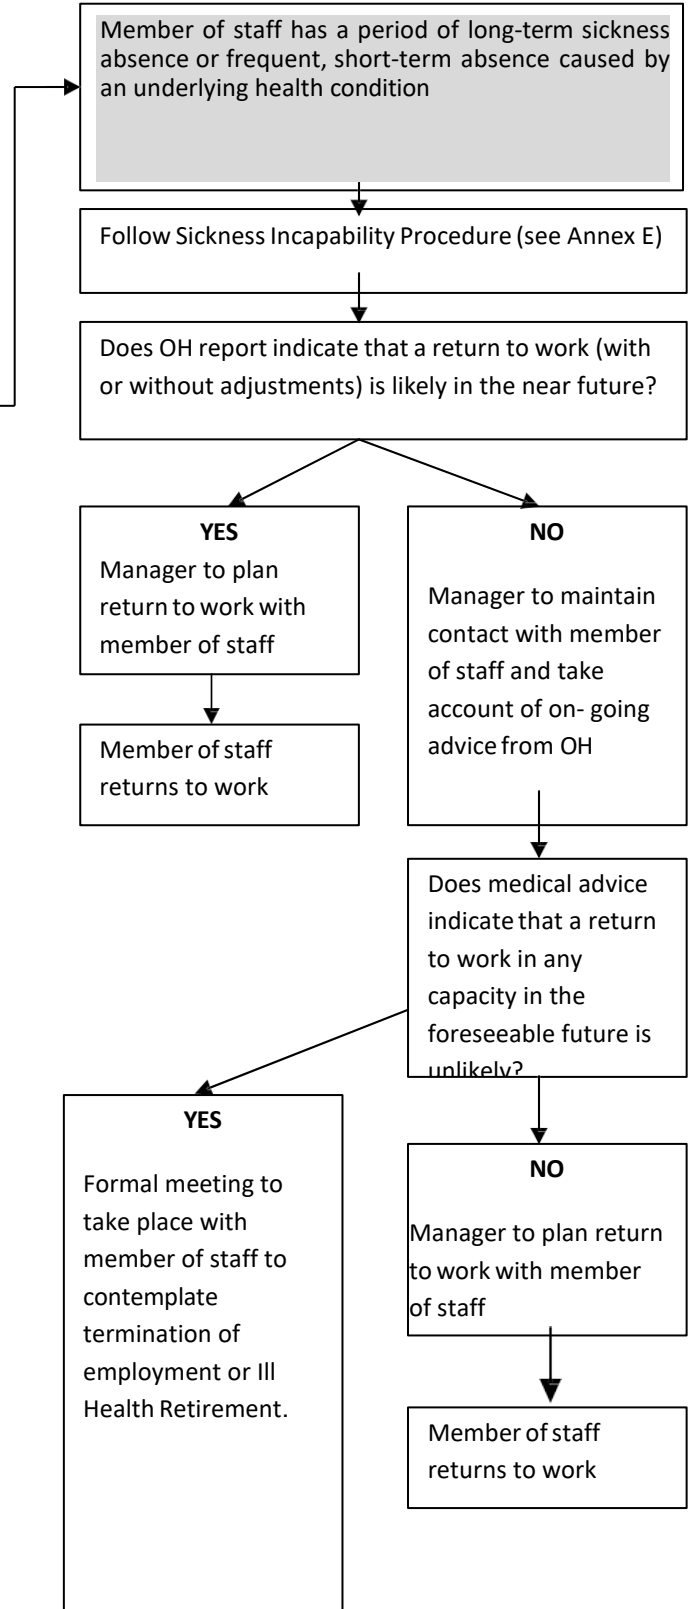 Member of staff has a period of long-term sickness
absence or frequent, short-term absence caused by
an underlying health condition
Follow Sickness Incapability Procedure (see Annex E)
Does OH report indicate that a return to work (with
or without adjustments) is likely in the near future?
YES
Manager to plan
return to work with
member of staff
NO
Manager to maintain
contact with member
of staff and take
account of on- going
advice from OH
Member of staff
returns to work
Does medical advice
indicate that a return
to work in any
capacity in the
foreseeable future is
unlikely?
YES
Formal meeting to
take place with
member of staff to
contemplate
termination of
employment or Ill
Health Retirement.
NO
Manager to plan return
to work with member
of staff
Member of staff
returns to work